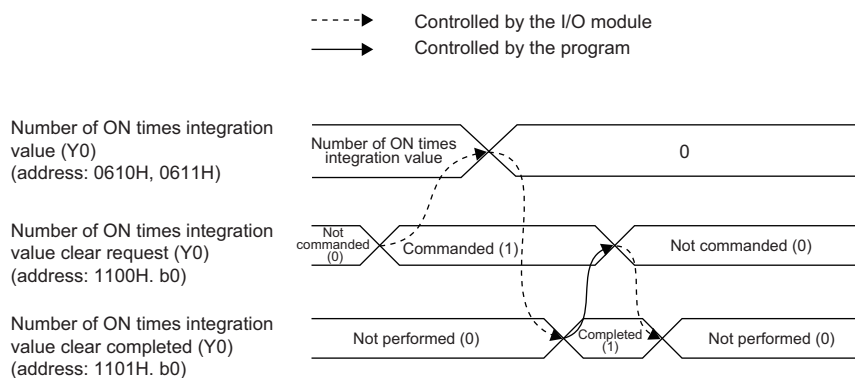 Controlled by the I/O module
Controlled by the program
Number of ON times integration
value (Y0)
(address: 0610H, 0611H)
Number of ON times
integration value
0
Number of ON times integration
value clear request (Y0)
(address: 1100H. b0)
Not
commanded
(0)
Commanded (1)
Not commanded (0)
Number of ON times integration
value clear completed (Y0)
(address: 1101H. b0)
Not performed (0)
Completed
(1)
Not performed (0)